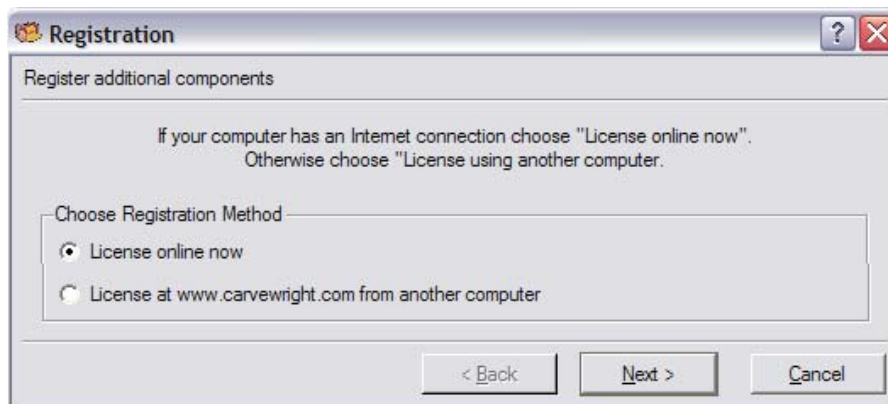 Registration
Register additional components
If your computer has an Internet connection choose "License online now".
Otherwise choose "License using another computer.
Choose Registration Method
License online now
License at www.carvewright.com from another computer
< Back Next > Cancel